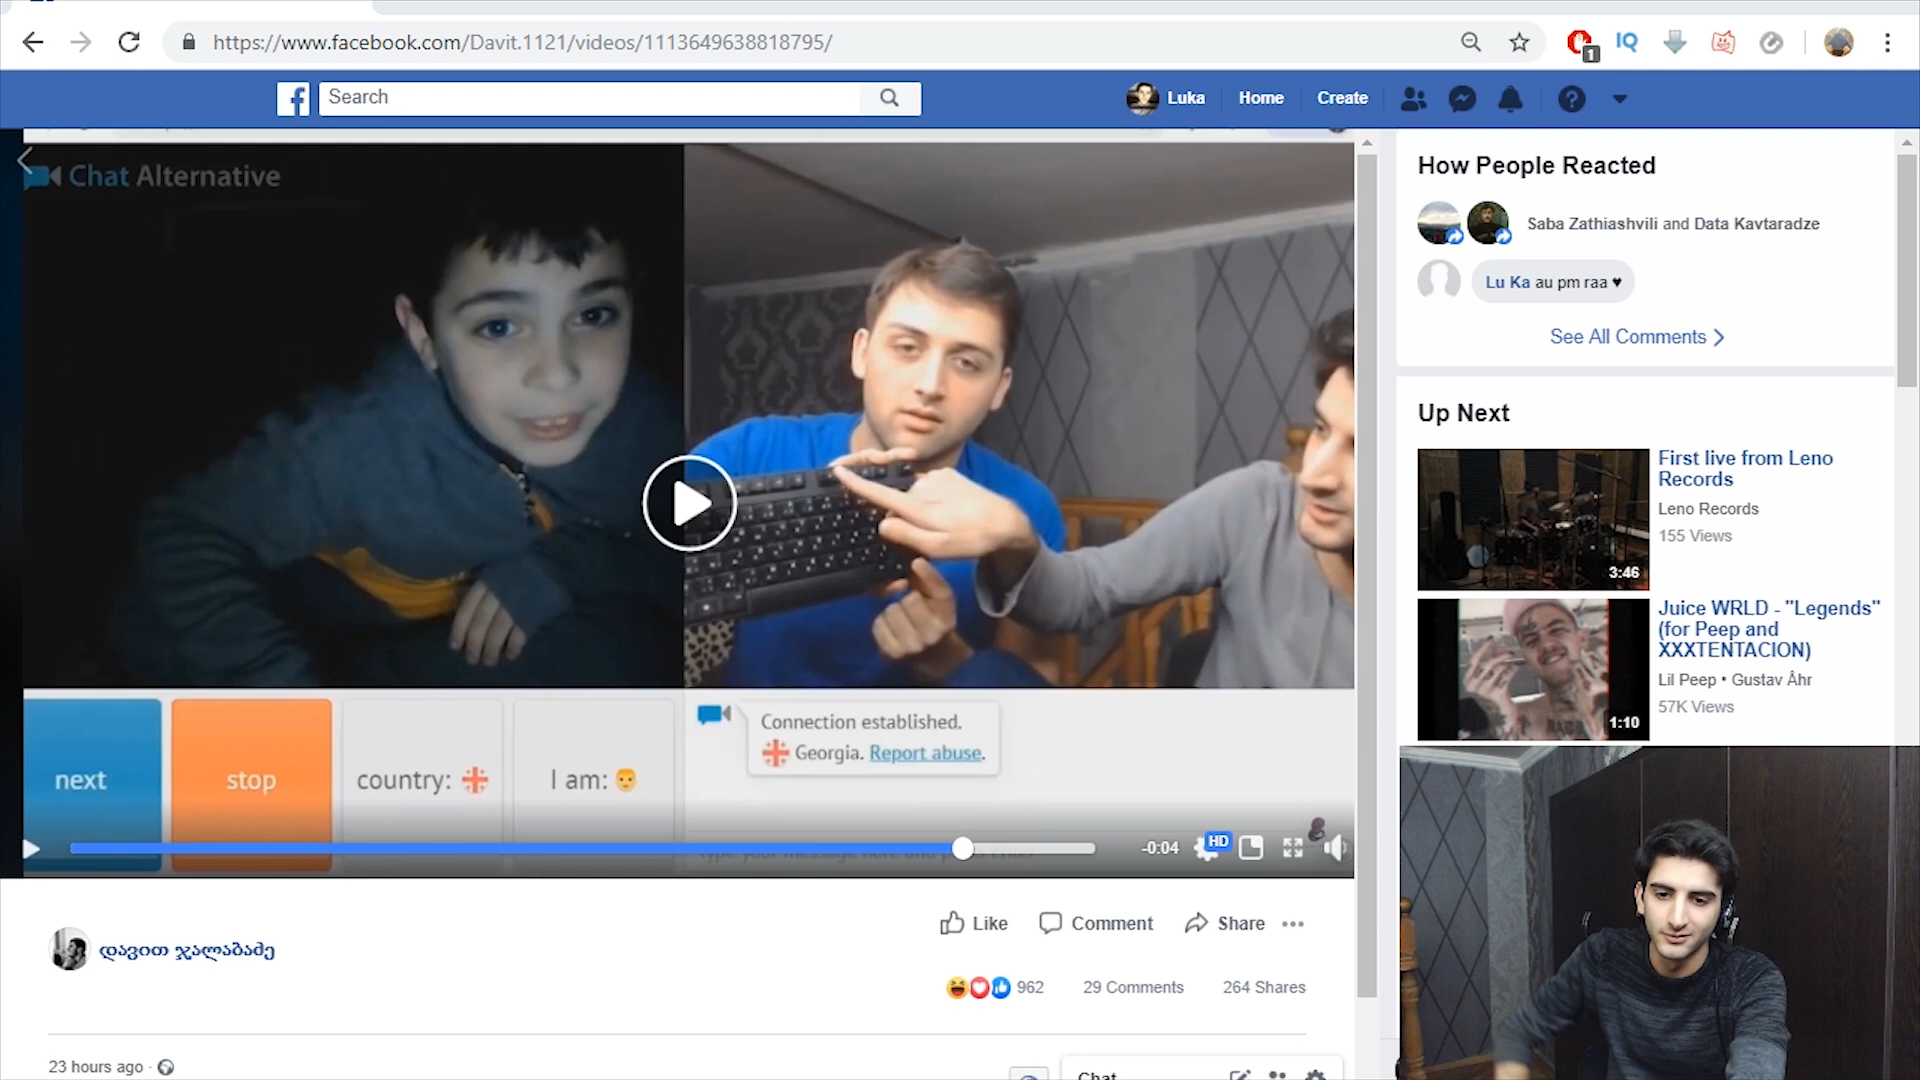 https://www.facebook.com/Davit.1121/videos/1113649638818795/
1
IQ
f
Search
Luka
Home
Create
?
Chat Alternative
next
stop
country:
I am:
Connection established.
Georgia. Report abuse.
-0:04
HD
How People Reacted
Saba Zathiashvili and Data Kavtaradze
Lu Ka au pm raa ♥
See All Comments
Up Next
First live from Leno
Records
Leno Records
155 Views
3:46
Juice WRLD - "Legends"
(for Peep and
XXXTENTACION)
Lil Peep • Gustav Åhr
57K Views
1:10
დავით ჯალაბაძე
Like
Comment
Share
962
29 Comments
264 Shares
23 hours ago ·
Chat